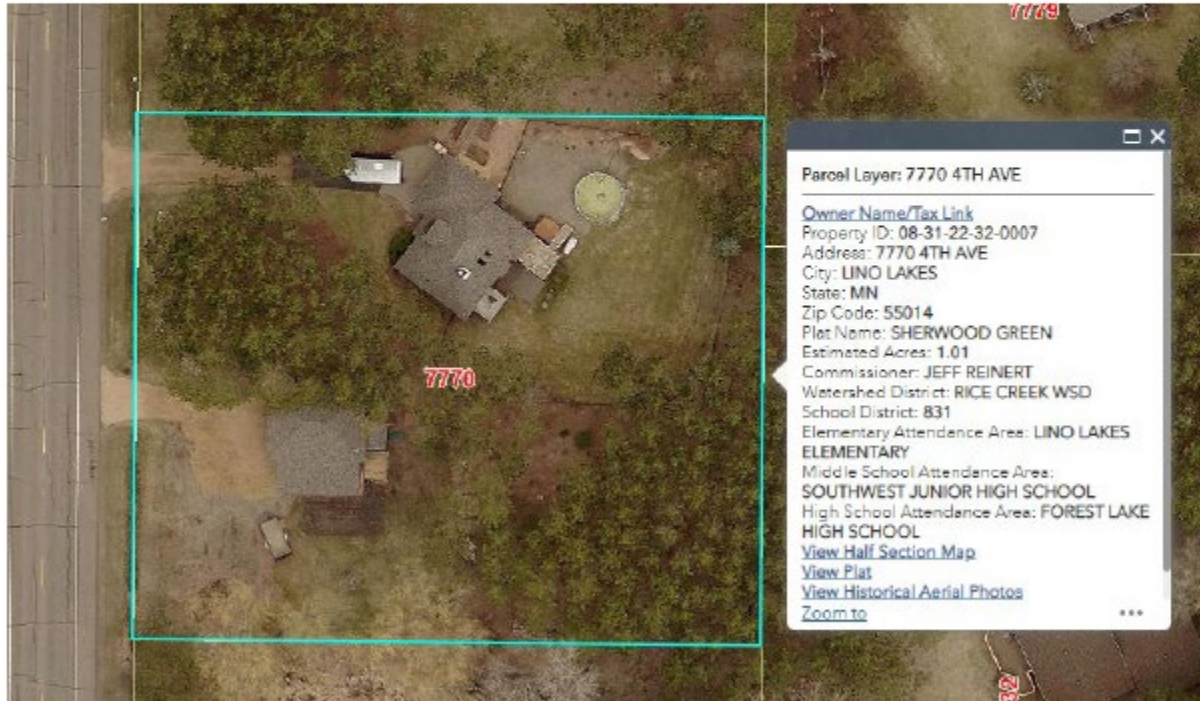 7779
Parcel Layer: 7770 4TH AVE
Owner Name/Tax Link
Property ID: 08-31-22-32-0007
Address: 7770 4TH AVE
City: LINO LAKES
State: MN
Zip Code: 55014
Plat Name: SHERWOOD GREEN
Estimated Acres: 1.01
Commissioner: JEFF REINERT
Watershed District: RICE CREEK WSD
School District: 831
Elementary Attendance Area: LINO LAKES
ELEMENTARY
Middle School Attendance Area:
SOUTHWEST JUNIOR HIGH SCHOOL
High School Attendance Area: FOREST LAKE
HIGH SCHOOL
View Half Section Map
View Plat
View Historical Aerial Photos
Zoom to
7770